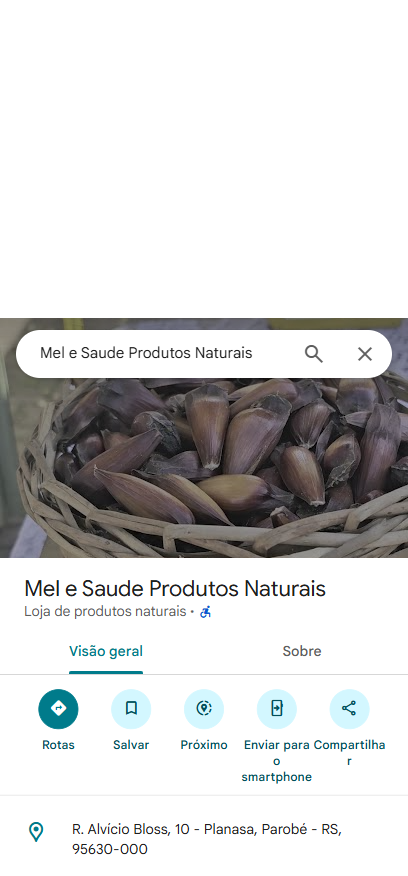 Mel e Saude Produtos Naturais
Mel e Saude Produtos Naturais
Loja de produtos naturais •
Visão geral
Sobre
Rotas
Salvar
Próximo
Enviar para
o
smartphone
Compartilha
r
R. Alvício Bloss, 10 - Planasa, Parobé - RS,
95630-000